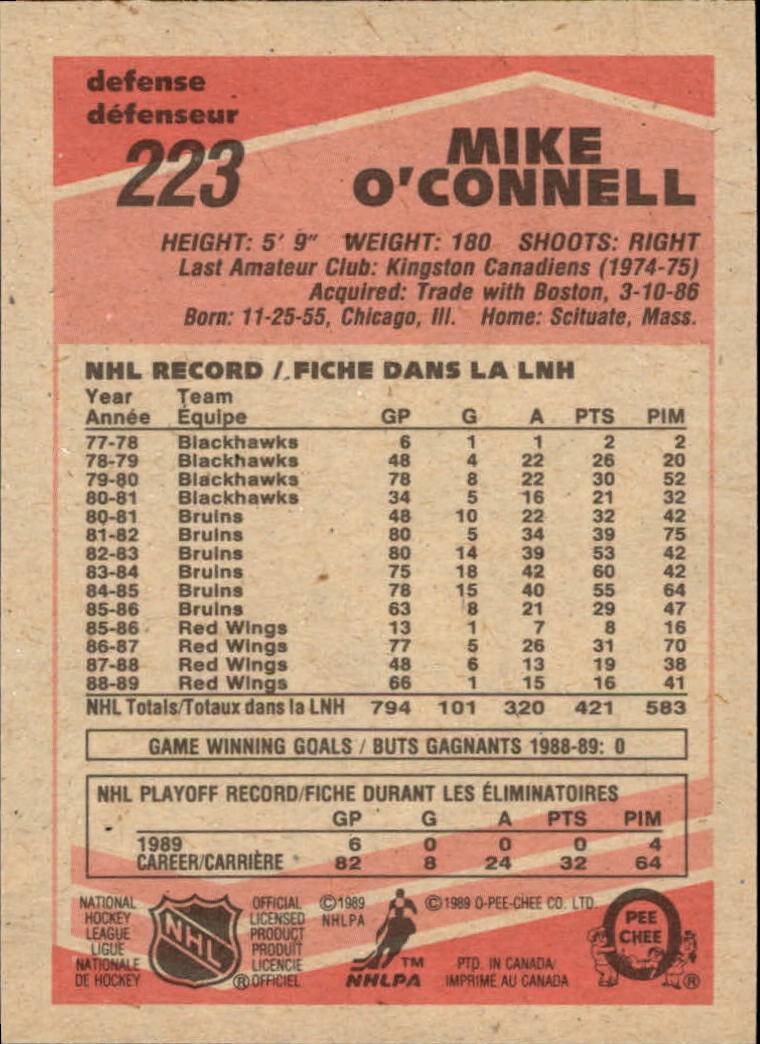 defense
défenseur
223
MIKE
O'CONNELL
HEIGHT: 5' 9" WEIGHT: 180 SHOOTS: RIGHT
Last Amateur Club: Kingston Canadiens (1974-75)
Acquired: Trade with Boston, 3-10-86
Born: 11-25-55, Chicago, Ill. Home: Scituate, Mass.
NHL RECORD / FICHE DANS LA LNH
Year Team
Année Équipe GP G A PTS PIM
77-78 Blackhawks 6 1 1 2 2
78-79 Blackhawks 48 4 22 26 20
79-80 Blackhawks 78 8 22 30 52
80-81 Blackhawks 34 5 16 21 32
80-81 Bruins 48 10 22 32 42
81-82 Bruins 80 5 34 39 75
82-83 Bruins 80 14 39 53 42
83-84 Bruins 75 18 42 60 42
84-85 Bruins 78 15 40 55 64
85-86 Bruins 63 8 21 29 47
85-86 Red Wings 13 1 7 8 16
86-87 Red Wings 77 5 26 31 70
87-88 Red Wings 48 6 13 19 38
88-89 Red Wings 66 1 15 16 41
NHL Totals/Totaux dans la LNH 794 101 320 421 583
GAME WINNING GOALS / BUTS GAGNANTS 1988-89: 0
NHL PLAYOFF RECORD/FICHE DURANT LES ÉLIMINATOIRES
GP G A PTS PIM
1989 6 0 0 0 4
CAREER/CARRIÈRE 82 8 24 32 64
NATIONAL
HOCKEY
LEAGUE
LIGUE
NATIONALE
DE HOCKEY
NHL
OFFICIAL
LICENSED
PRODUCT
PRODUIT
LICENCIE
® OFFICIEL
©1989
NHLPA
TM
NHLPA
©1989 O-PEE-CHEE CO. LTD.
PTD. IN CANADA/
IMPRIMÉ AU CANADA
O
PEE
CHEE
®